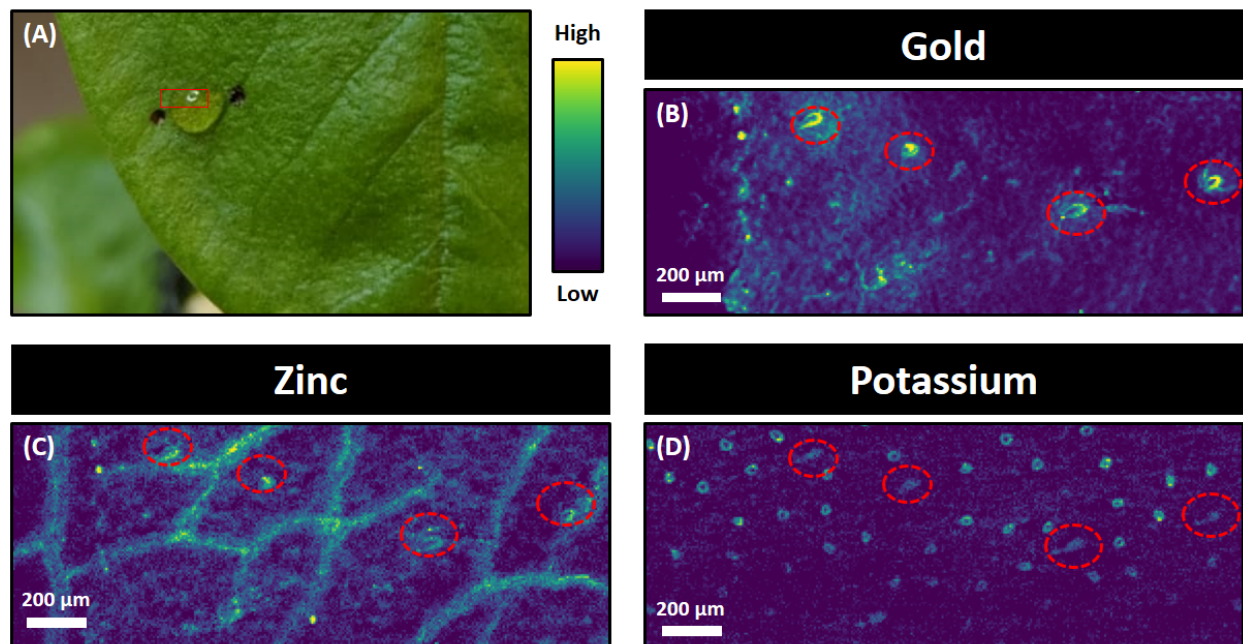 (A)
High
Low
Gold
(B)
200 µm
Zinc
(C)
200 µm
Potassium
(D)
200 µm